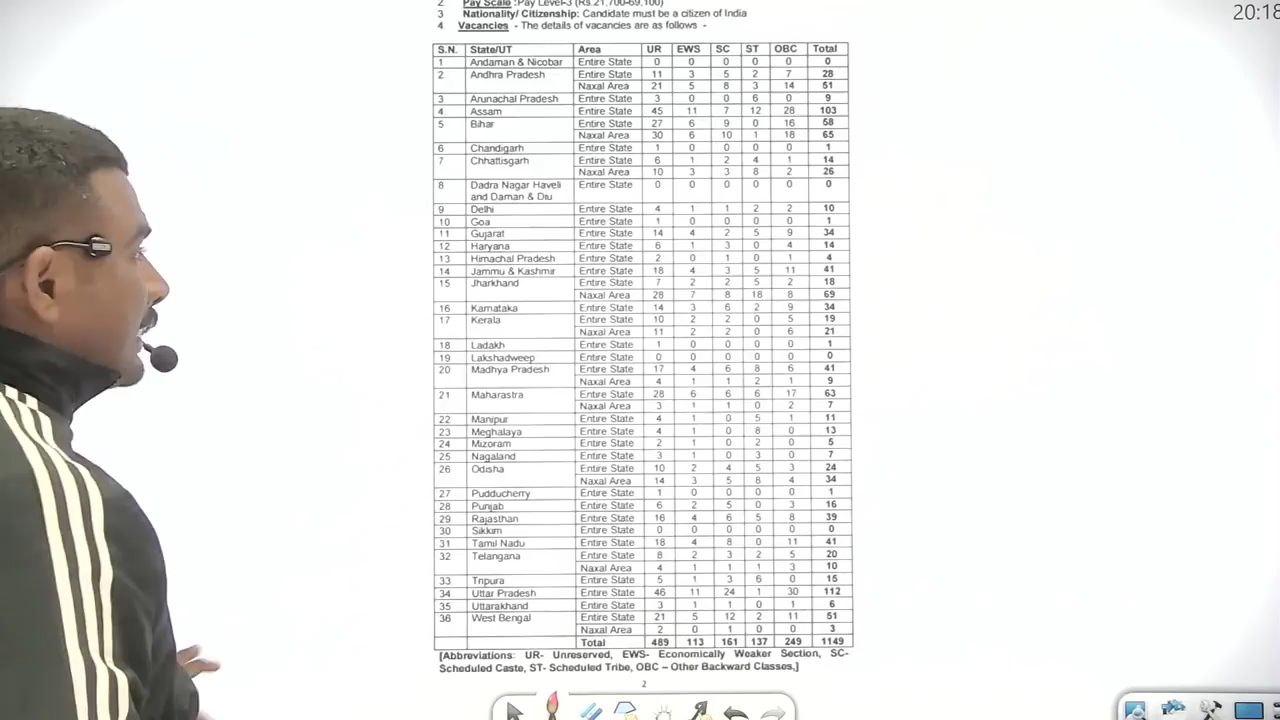 2. Pay Scale :Pay Level-3 (Rs.21,700-69,100)
3 Nationality/ Citizenship: Candidate must be a citizen of India
4 Vacancies - The details of vacancies are as follows -
20:18
S.N. State/UT Area UR EWS SC ST OBC Total
1 Andaman & Nicobar Entire State 0 0 0 0 0 0
2 Andhra Pradesh Entire State 11 3 5 2 7 28
Naxal Area 21 5 8 3 14 51
3 Arunachal Pradesh Entire State 3 0 0 6 0 9
4 Assam Entire State 45 11 7 12 28 103
5 Bihar Entire State 27 6 9 0 16 58
Naxal Area 30 6 10 1 18 65
6 Chandigarh Entire State 1 0 0 0 0 1
7 Chhattisgarh Entire State 6 1 2 4 1 14
Naxal Area 10 3 3 8 2 26
8 Dadra Nagar Haveli Entire State 0 0 0 0 0 0
and Daman & Diu
9 Delhi Entire State 4 1 1 2 2 10
10 Goa Entire State 1 0 0 0 0 1
11 Gujarat Entire State 14 4 2 5 9 34
12 Haryana Entire State 6 1 3 0 4 14
13 Himachal Pradesh Entire State 2 0 1 0 1 4
14 Jammu & Kashmir Entire State 18 4 3 5 11 41
15 Jharkhand Entire State 7 2 2 5 2 18
Naxal Area 28 7 8 18 8 69
16 Karnataka Entire State 14 3 6 2 9 34
17 Kerala Entire State 10 2 2 0 5 19
Naxal Area 11 2 2 0 6 21
18 Ladakh Entire State 1 0 0 0 0 1
19 Lakshadweep Entire State 0 0 0 0 0 0
20 Madhya Pradesh Entire State 17 4 6 8 6 41
Naxal Area 4 1 1 2 1 9
21 Maharastra Entire State 28 6 6 6 17 63
Naxal Area 3 1 1 0 2 7
22 Manipur Entire State 4 1 0 5 1 11
23 Meghalaya Entire State 4 1 0 8 0 13
24 Mizoram Entire State 2 1 0 2 0 5
25 Nagaland Entire State 3 1 0 3 0 7
26 Odisha Entire State 10 2 4 5 3 24
Naxal Area 14 3 5 8 4 34
27 Pudducherry Entire State 1 0 0 0 0 1
28 Punjab Entire State 6 2 5 0 3 16
29 Rajasthan Entire State 16 4 6 5 8 39
30 Sikkim Entire State 0 0 0 0 0 0
31 Tamil Nadu Entire State 18 4 8 0 11 41
32 Telangana Entire State 8 2 3 2 5 20
Naxal Area 4 1 1 1 3 10
33 Tripura Entire State 5 1 3 6 0 15
34 Uttar Pradesh Entire State 46 11 24 1 30 112
35 Uttarakhand Entire State 3 1 1 0 1 6
36 West Bengal Entire State 21 5 12 2 11 51
Naxal Area 2 0 1 0 0 3
Total 489 113 161 137 249 1149
[Abbreviations: UR- Unreserved, EWS- Economically Weaker Section, SC-
Scheduled Caste, ST- Scheduled Tribe, OBC – Other Backward Classes.]
2